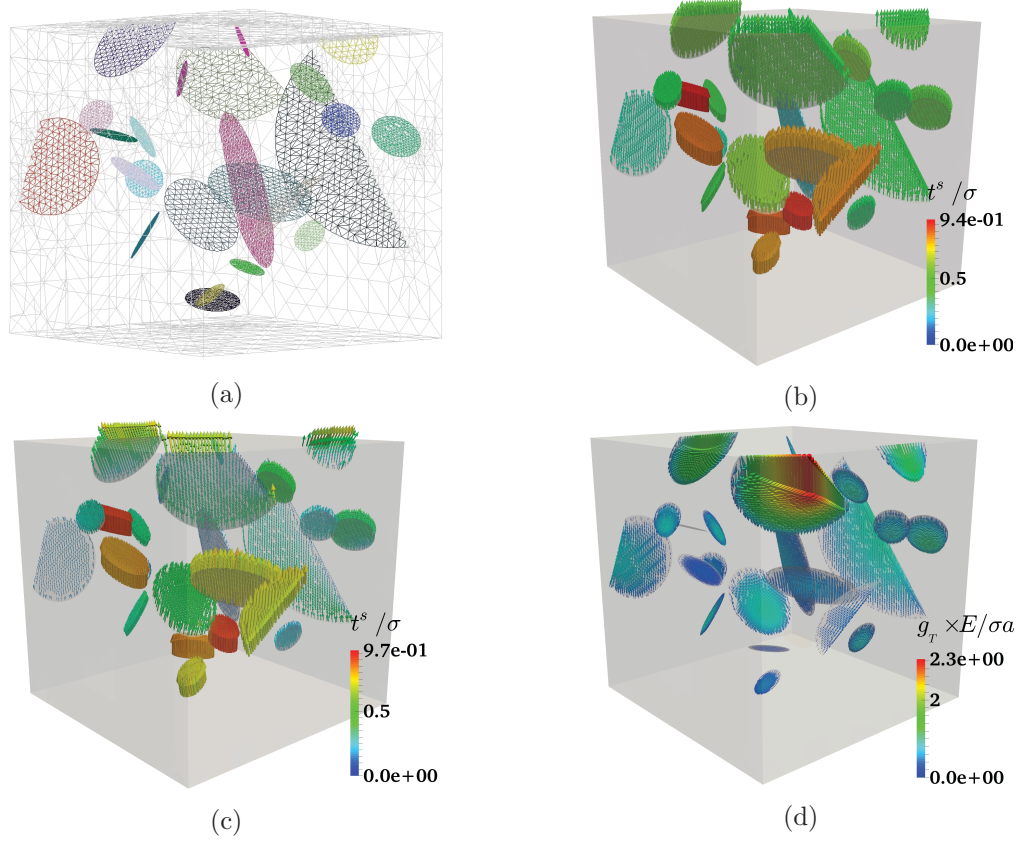 t^s /σ
9.4e-01
0.5
0.0e+00
(a)
(b)
t^s /σ
9.7e-01
0.5
0.0e+00
g_T ×E/σa
2.3e+00
2
0.0e+00
(c)
(d)